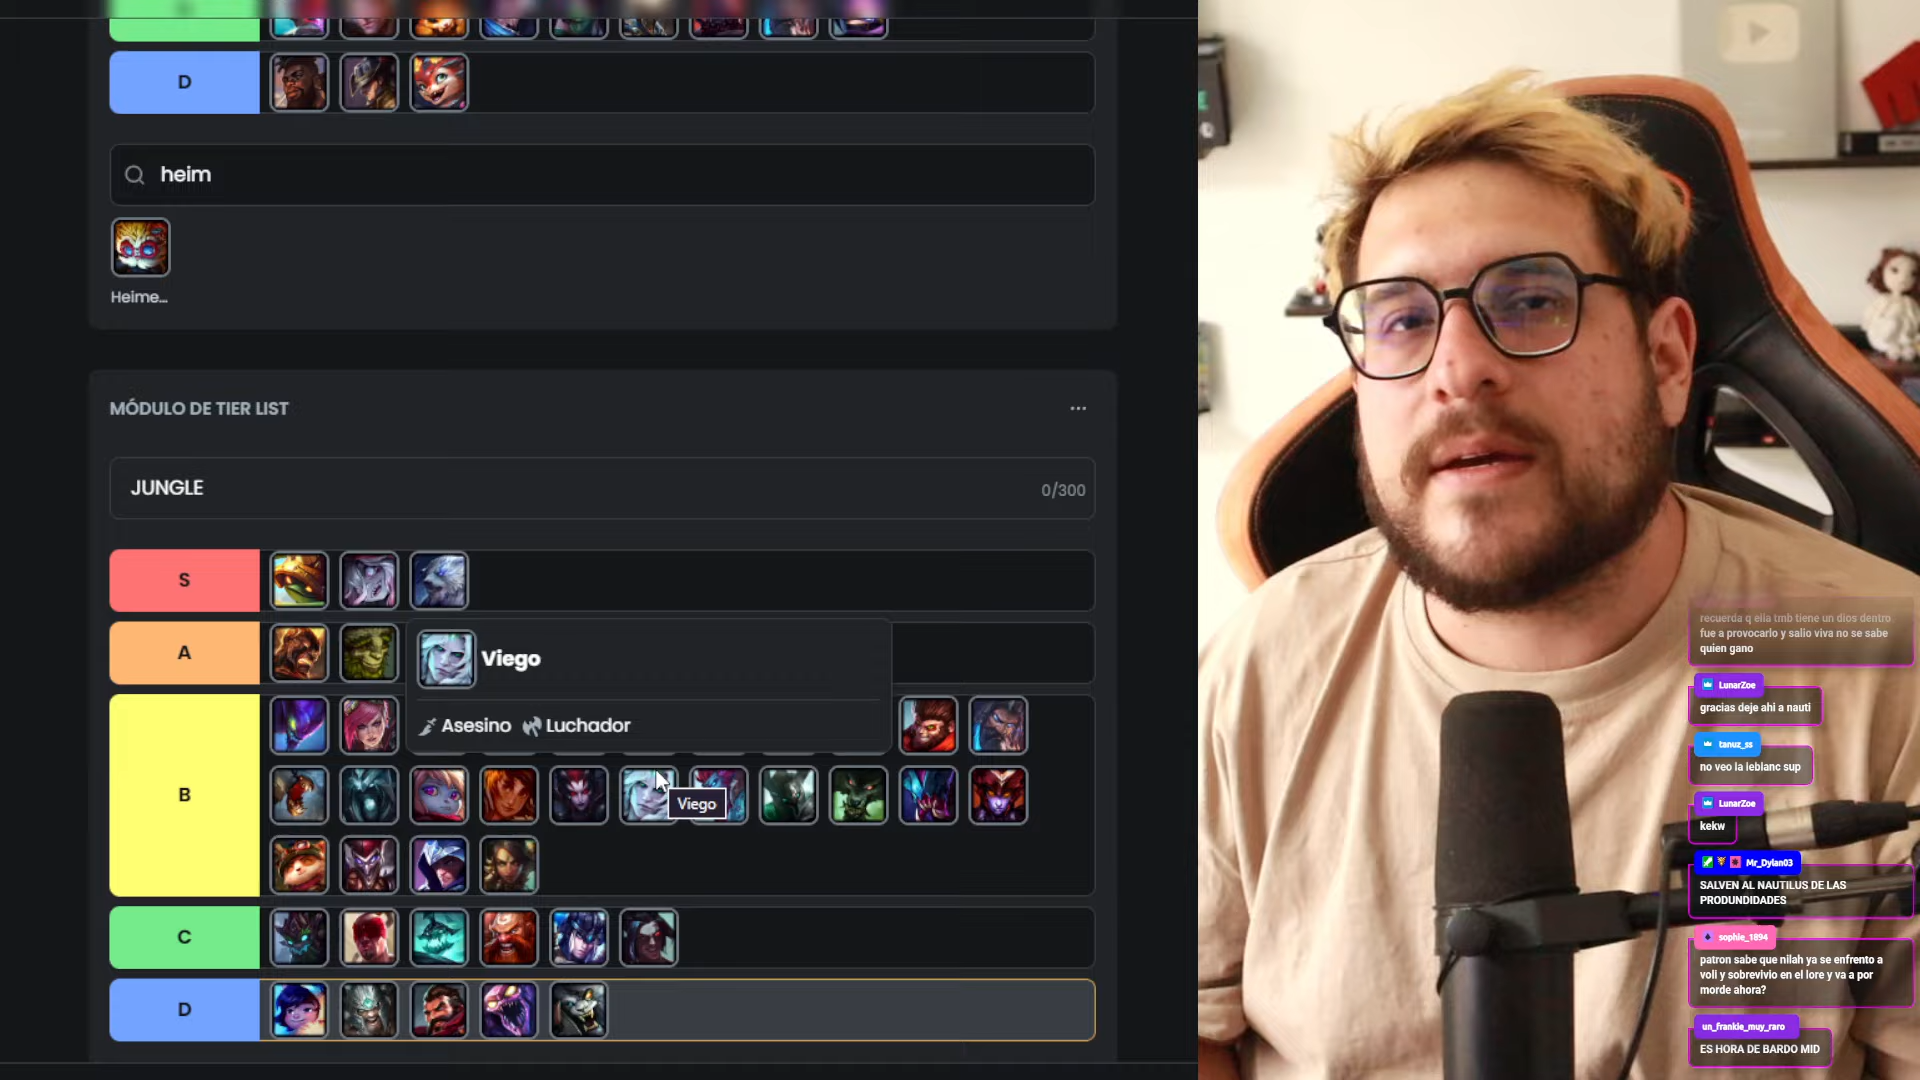 D
heim
Heime...
MÓDULO DE TIER LIST
JUNGLE
0/300
S
A
Viego
Asesino Luchador
B
Viego
C
D
recuerda q ella tmb tiene un dios dentro
fue a provocarlo y salio viva no se sabe
quien gano
LunarZoe
gracias deje ahi a nauti
tanuz_ss
no veo la leblanc sup
LunarZoe
kekw
Mr_Dylan03
SALVEN AL NAUTILUS DE LAS
PRODUNDIDADES
sophie_1894
patron sabe que nilah ya se enfrento a
voli y sobrevivio en el lore y va a por
morde ahora?
un_frankie_muy_raro
ES HORA DE BARDO MID